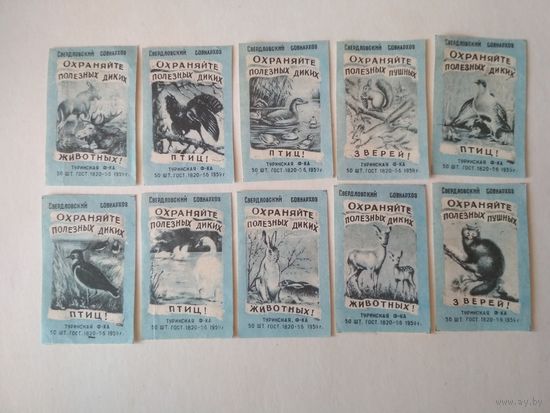 Свердловский совнархоз
Охраняйте
полезных диких
животных!
Туринская ф-ка
50 шт. ГОСТ. 1820-56 1959 г.
Свердловский совнархоз
Охраняйте
полезных диких
птиц!
Туринская ф-ка
50 шт. ГОСТ. 1820-56 1959 г.
Свердловский совнархоз
Охраняйте
полезных диких
птиц!
Туринская ф-ка
50 шт. ГОСТ. 1820-56 1959 г.
Свердловский совнархоз
Охраняйте
полезных пушных
зверей!
Туринская ф-ка
50 шт. ГОСТ. 1820-56 1959 г.
Свердловский совнархоз
Охраняйте
полезных диких
птиц!
Туринская ф-ка
50 шт. ГОСТ. 1820-56 1959 г.
Свердловский совнархоз
Охраняйте
полезных диких
птиц!
Туринская ф-ка
50 шт. ГОСТ. 1820-56 1959 г.
Свердловский совнархоз
Охраняйте
полезных диких
птиц!
Туринская ф-ка
50 шт. ГОСТ. 1820-56 1959 г.
Свердловский совнархоз
Охраняйте
полезных диких
животных!
Туринская ф-ка
50 шт. ГОСТ. 1820-56 1959 г.
Свердловский совнархоз
Охраняйте
полезных диких
животных!
Туринская ф-ка
50 шт. ГОСТ. 1820-56 1959 г.
Свердловский совнархоз
Охраняйте
полезных пушных
зверей!
Туринская ф-ка
50 шт. ГОСТ. 1820-56 1959 г.
www.ay.by